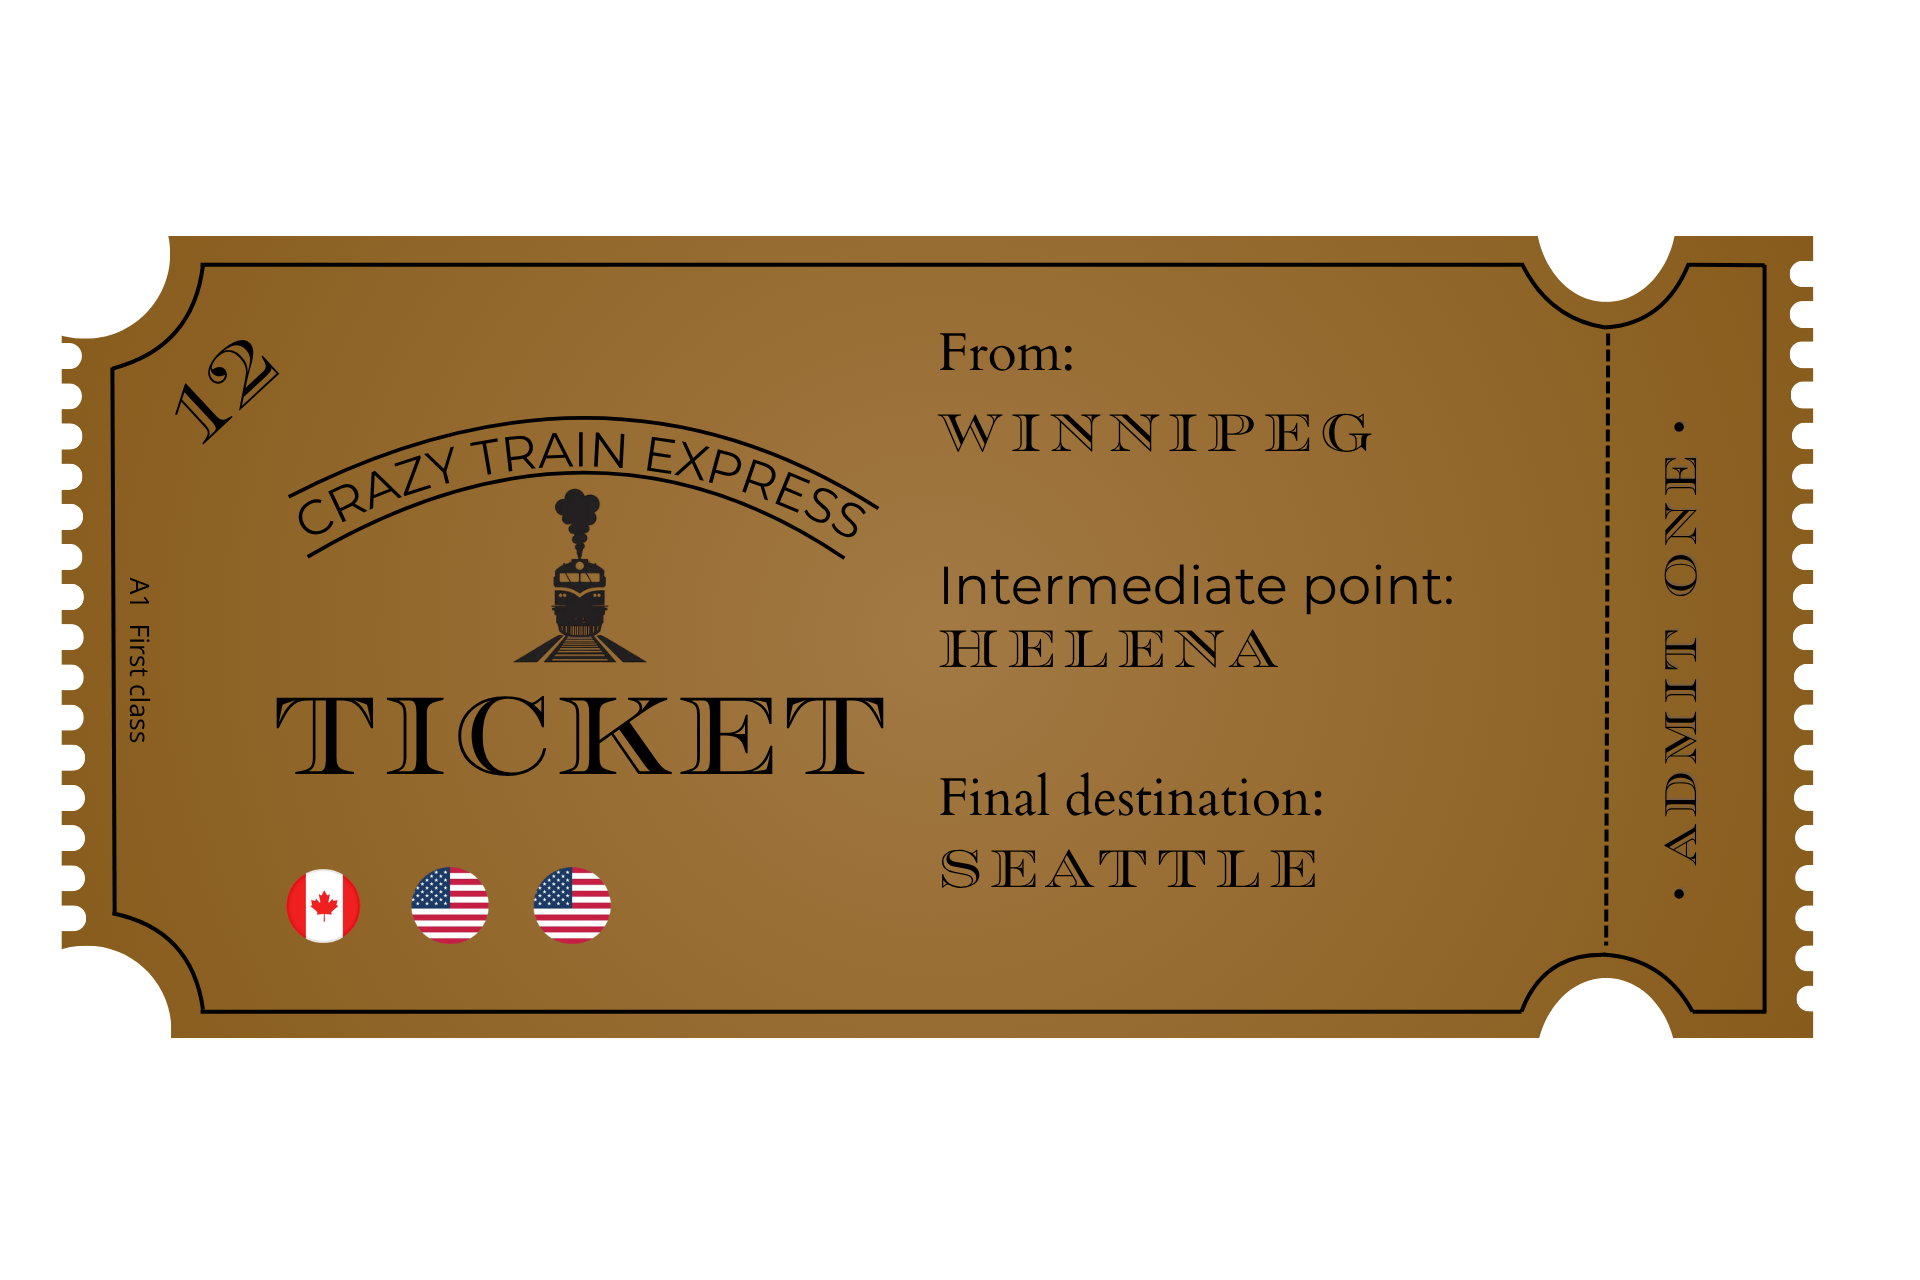 12
CRAZY TRAIN EXPRESS
A1 First class
TICKET
From:
WINNIPEG
Intermediate point:
HELENA
Final destination:
SEATTLE
• ADMIT ONE •